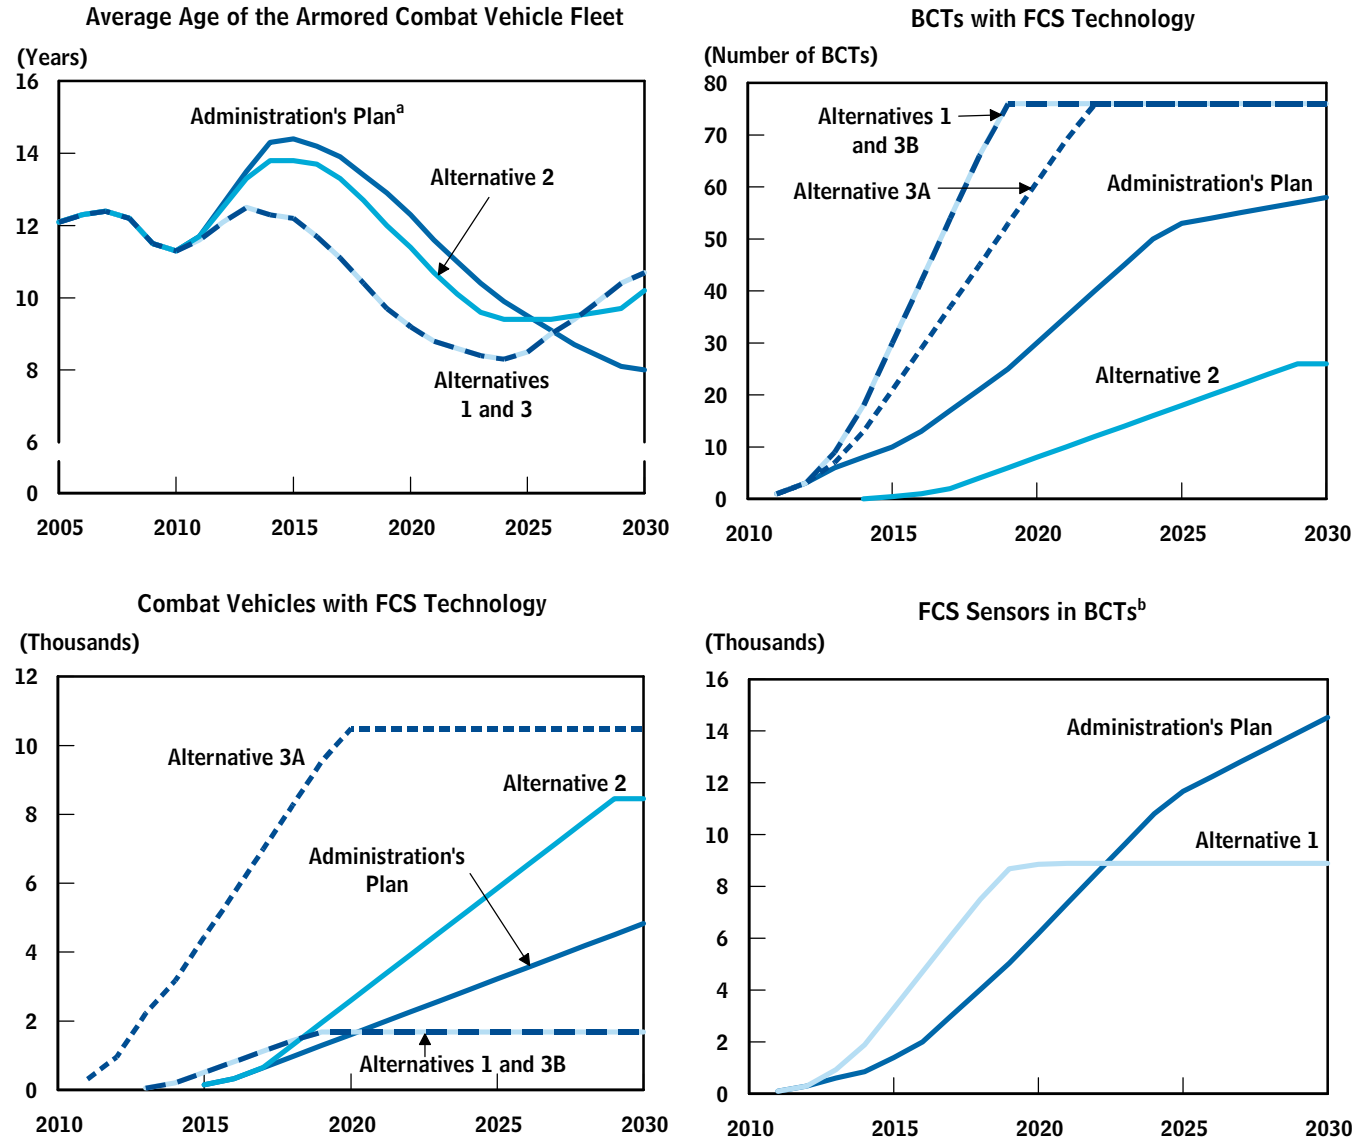 Average Age of the Armored Combat Vehicle Fleet
(Years)
16
14
12
10
8
6
0
Administration's Planᵃ
Alternative 2
Alternatives
1 and 3
2005
2010
2015
2020
2025
2030
BCTs with FCS Technology
(Number of BCTs)
80
70
60
50
40
30
20
10
0
Alternatives 1
and 3B
Alternative 3A
Administration's Plan
Alternative 2
2010
2015
2020
2025
2030
Combat Vehicles with FCS Technology
(Thousands)
12
10
8
6
4
2
0
Alternative 3A
Alternative 2
Administration's
Plan
Alternatives 1 and 3B
2010
2015
2020
2025
2030
FCS Sensors in BCTsᵇ
(Thousands)
16
14
12
10
8
6
4
2
0
Administration's Plan
Alternative 1
2010
2015
2020
2025
2030